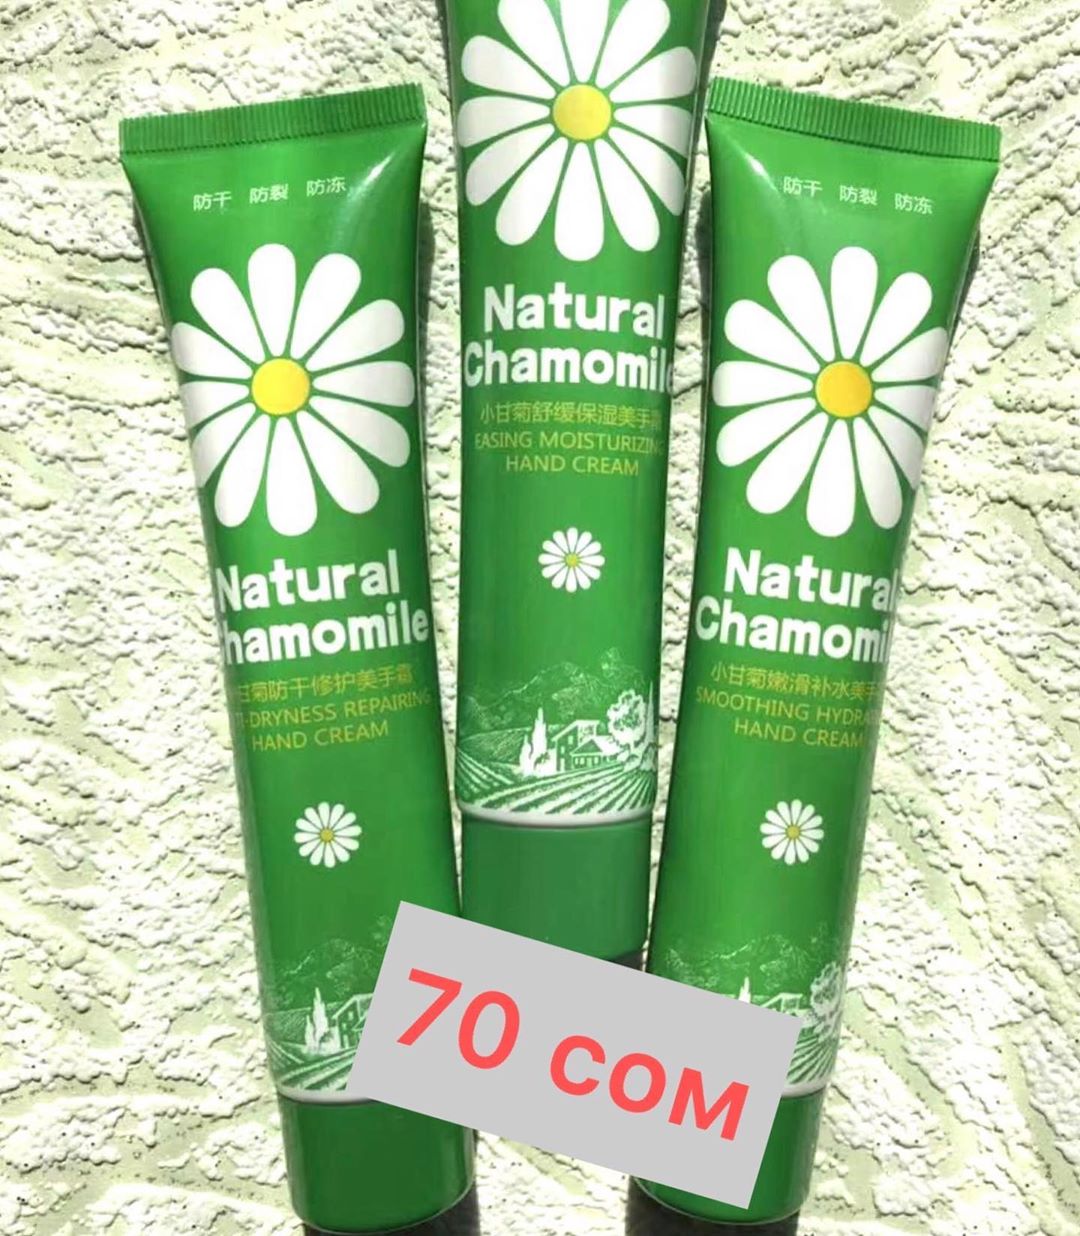 防干 防裂 防冻
Natural
hamomile
甘菊防干修护美手霜
-DRYNESS REPAIRING
HAND CREAM
Natural
Chamomile
小甘菊舒缓保湿美手霜
EASING MOISTURIZING
HAND CREAM
防干 防裂 防冻
Natural
Chamomi
小甘菊嫩滑补水美手
SMOOTHING HYDRA
HAND CREAM
70 сом